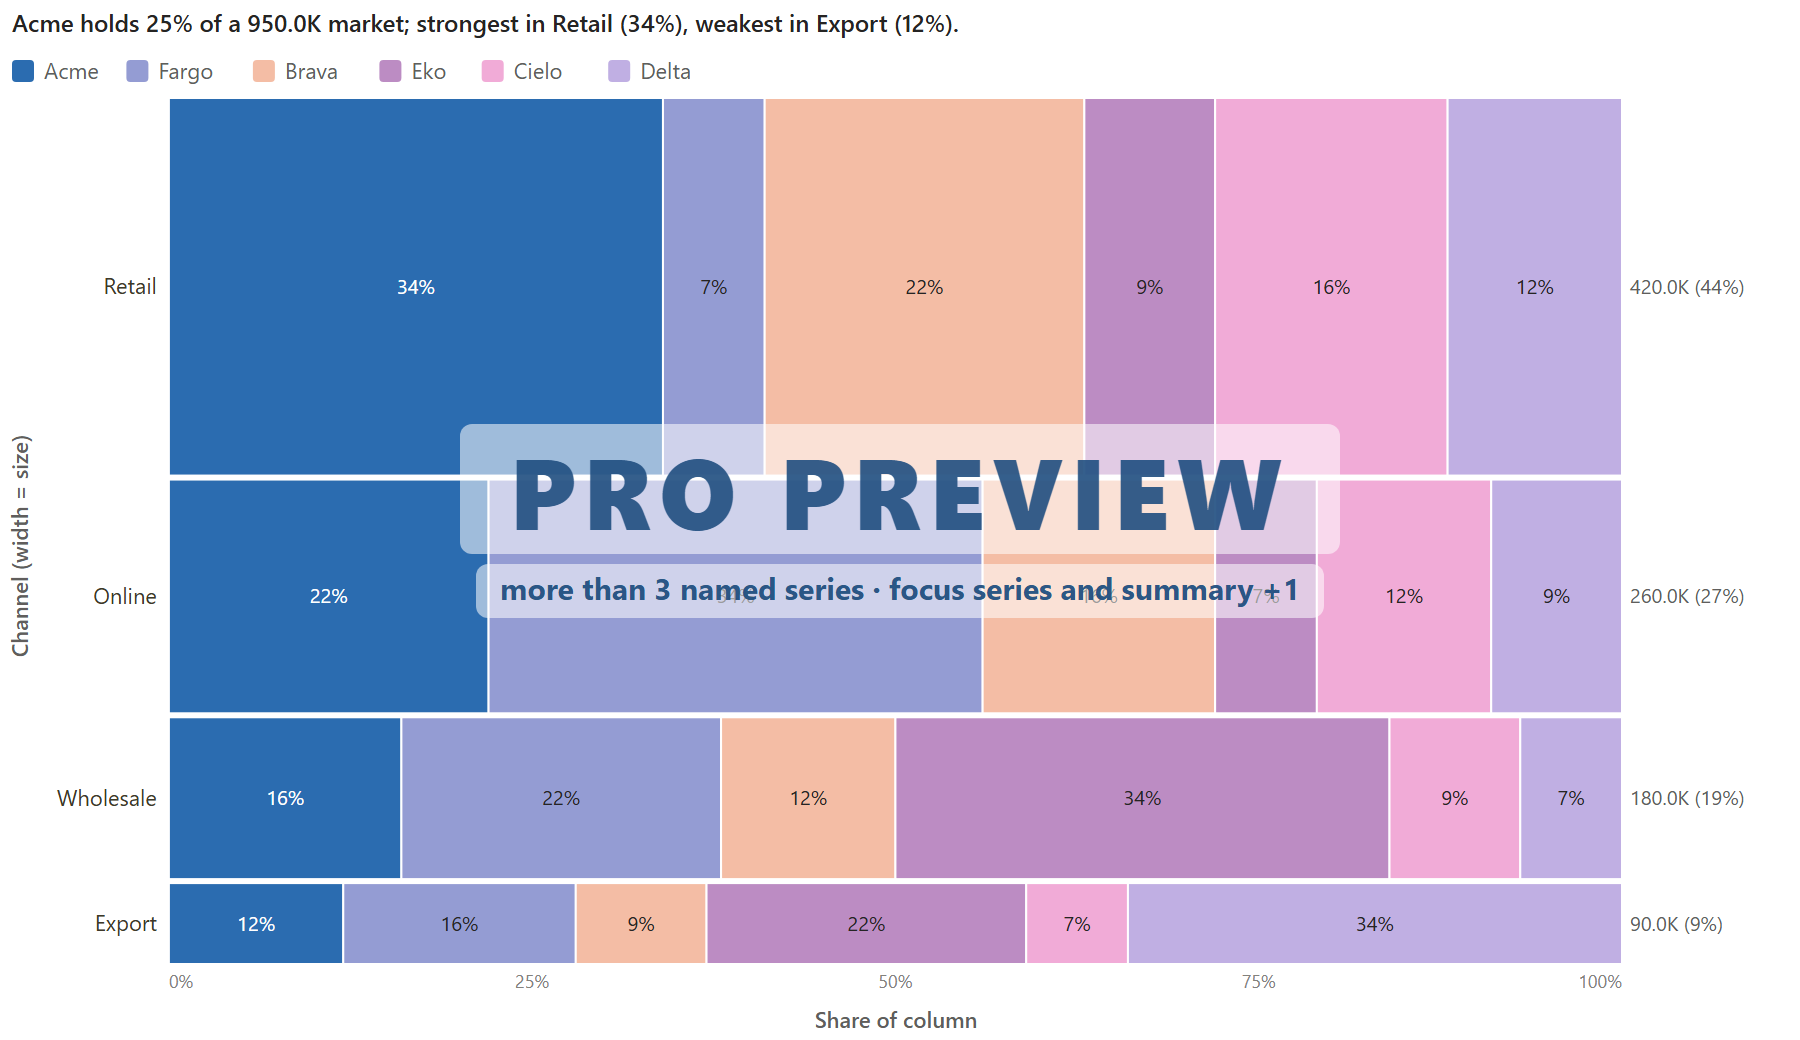 Acme holds 25% of a 950.0K market; strongest in Retail (34%), weakest in Export (12%).
Acme Fargo Brava Eko Cielo Delta
Channel (width = size)
Retail 34% 7% 22% 9% 16% 12% 420.0K (44%)
PRO PREVIEW
more than 3 named series · focus series and summary +1
Online 22% 34% 16% 7% 12% 9% 260.0K (27%)
Wholesale 16% 22% 12% 34% 9% 7% 180.0K (19%)
Export 12% 16% 9% 22% 7% 34% 90.0K (9%)
0% 25% 50% 75% 100%
Share of column